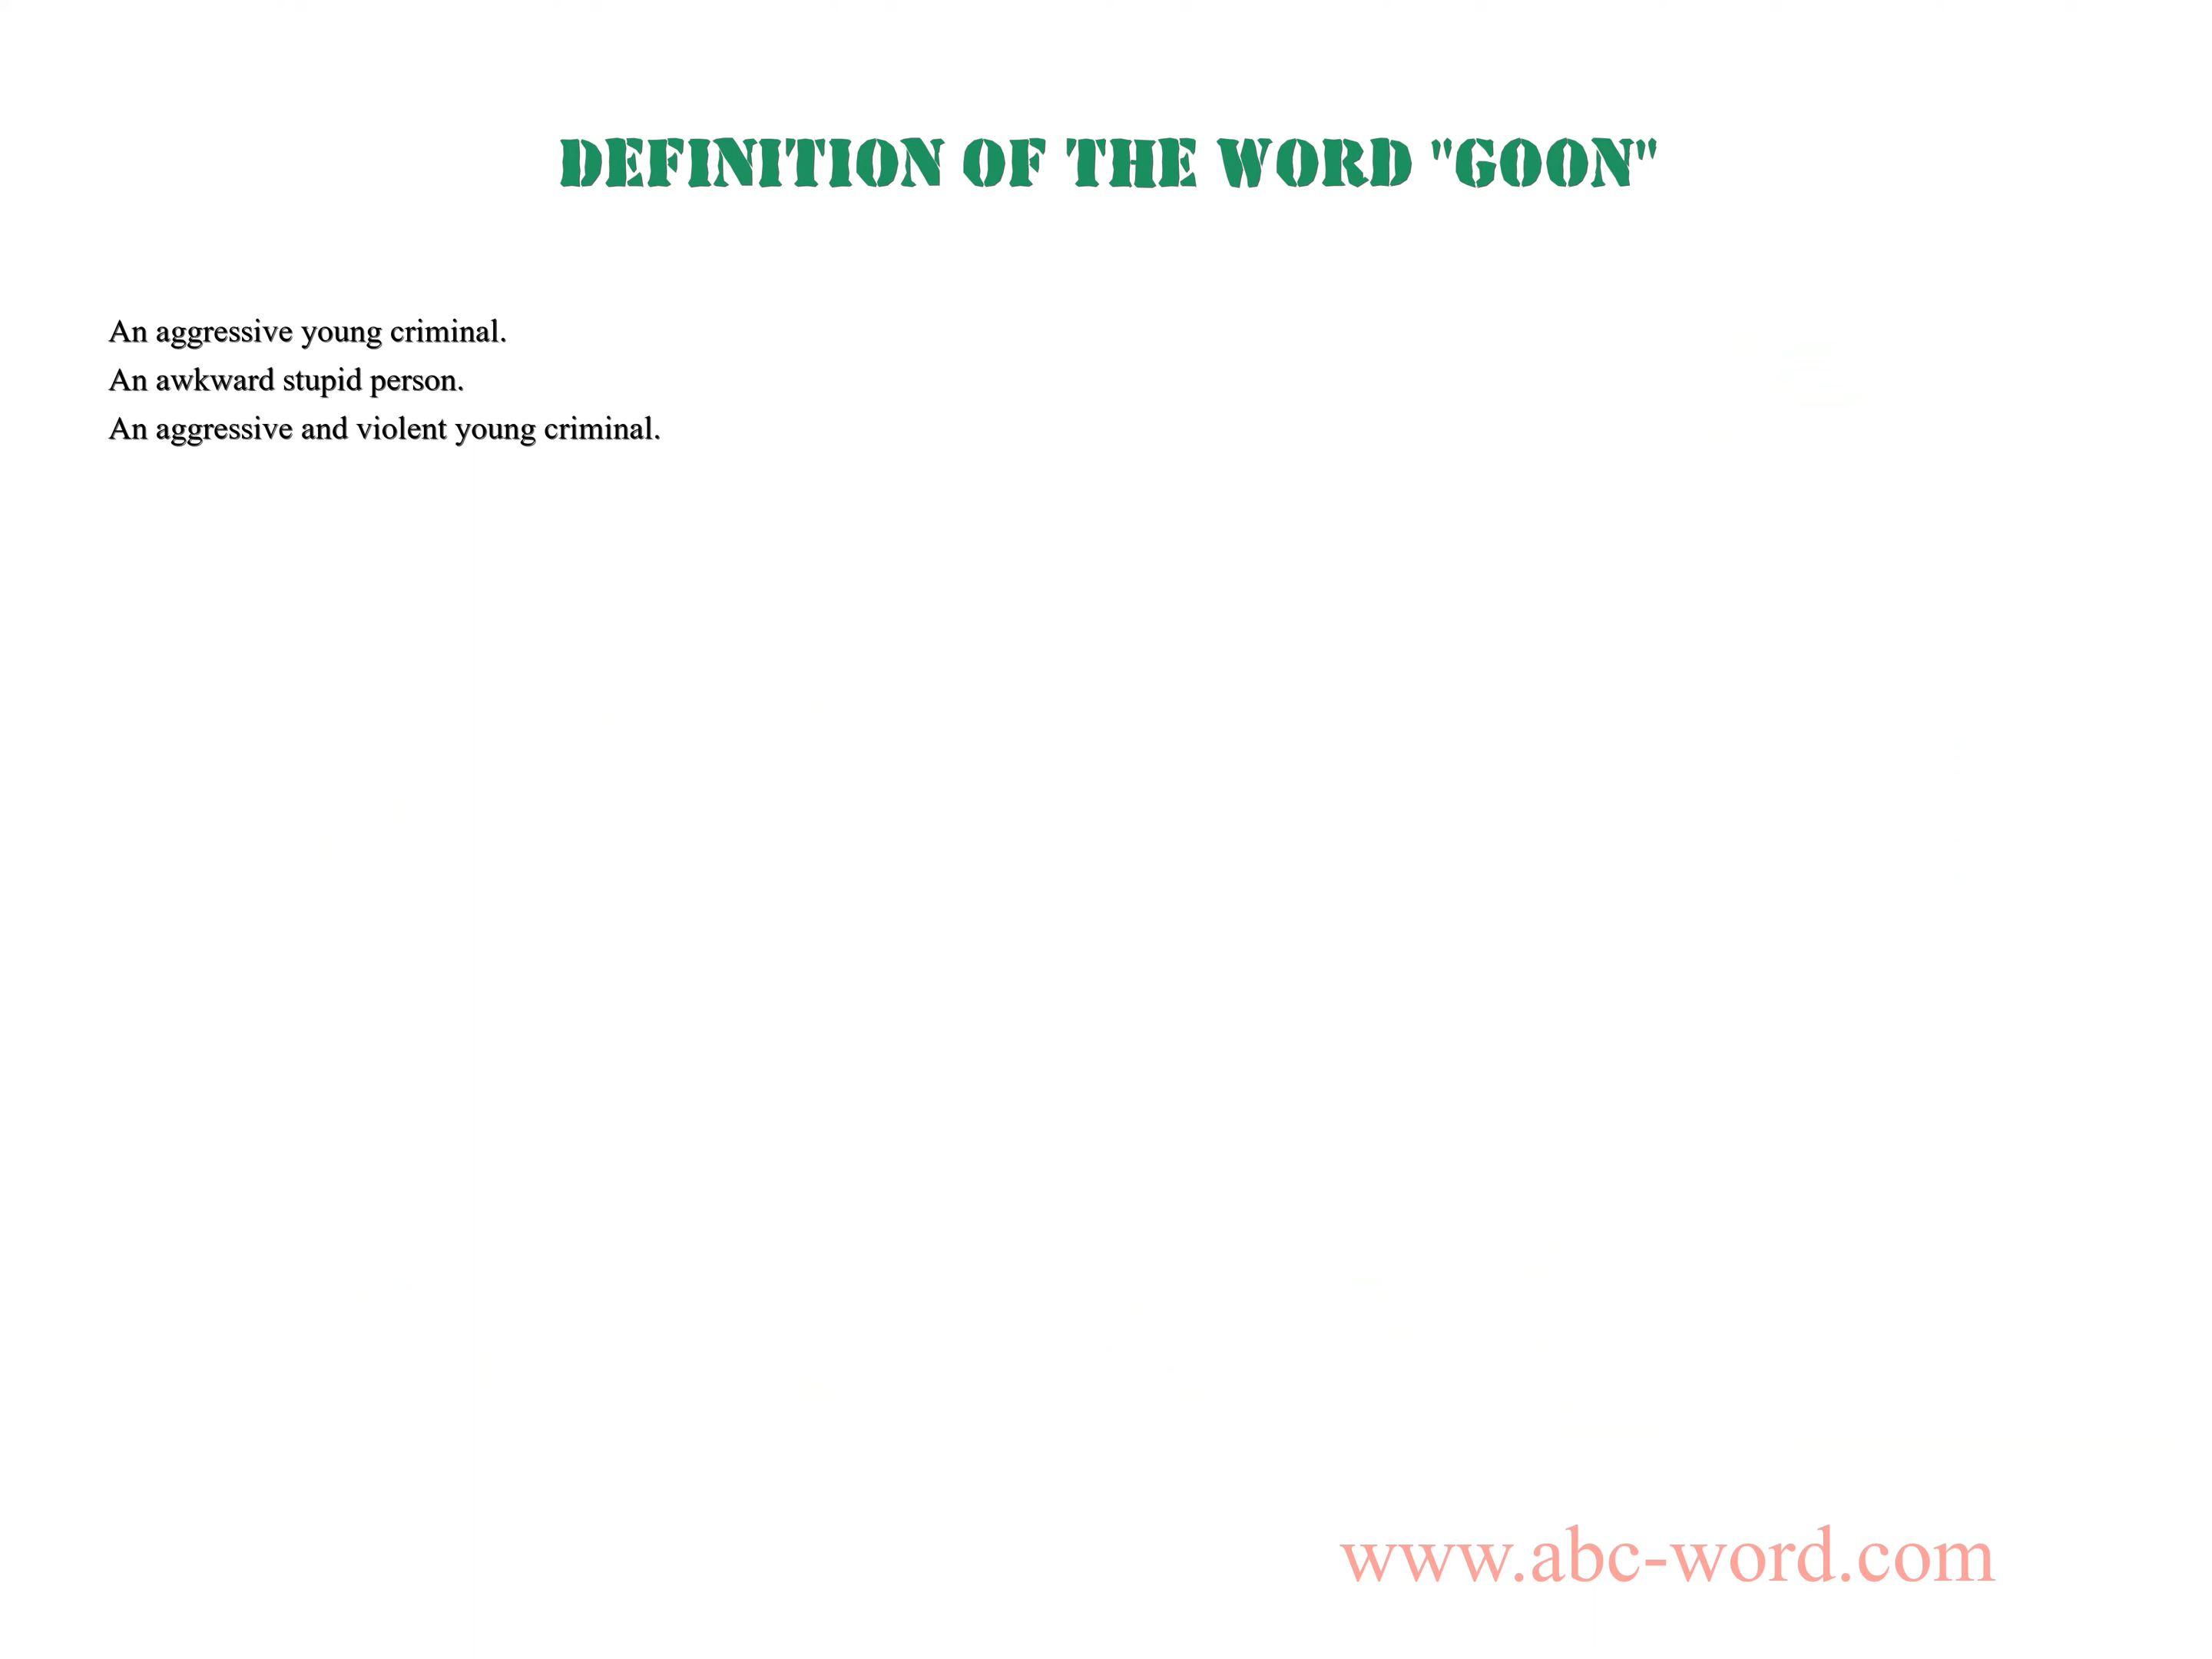 DEFINITION OF THE WORD "GOON"
An aggressive young criminal.
An awkward stupid person.
An aggressive and violent young criminal.
www.abc-word.com